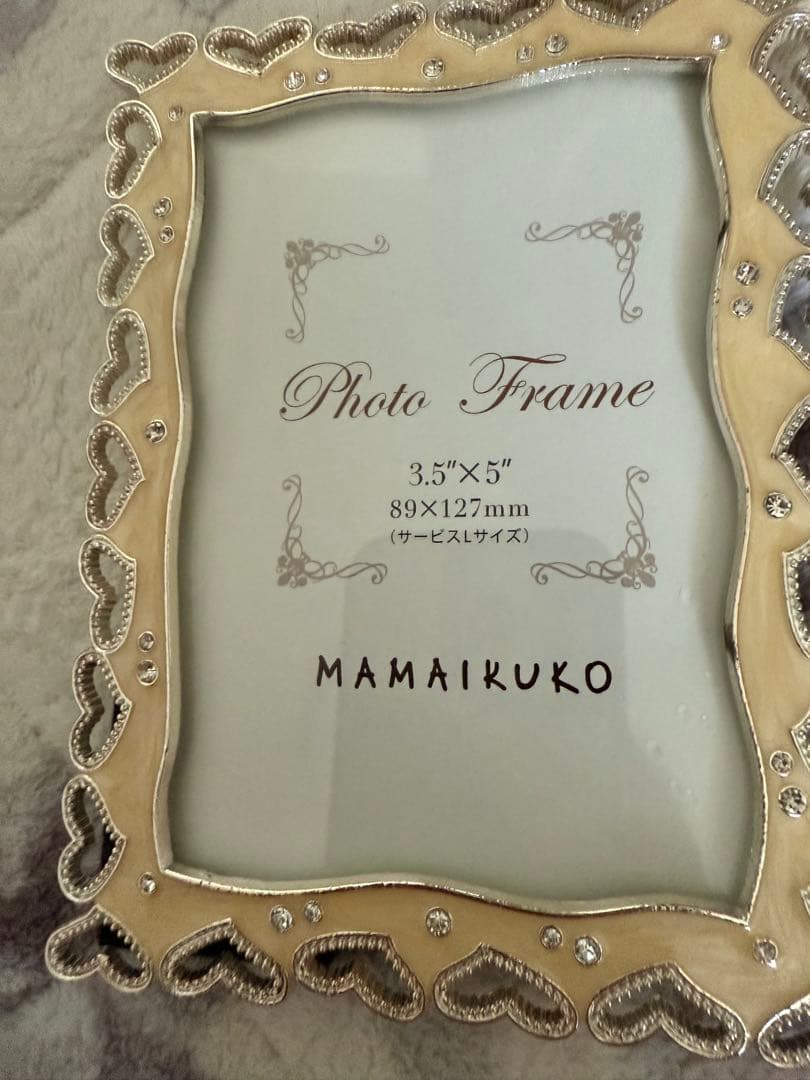 Photo Frame
3.5"×5"
89×127mm
（サービスLサイズ）
MAMAIKUKO